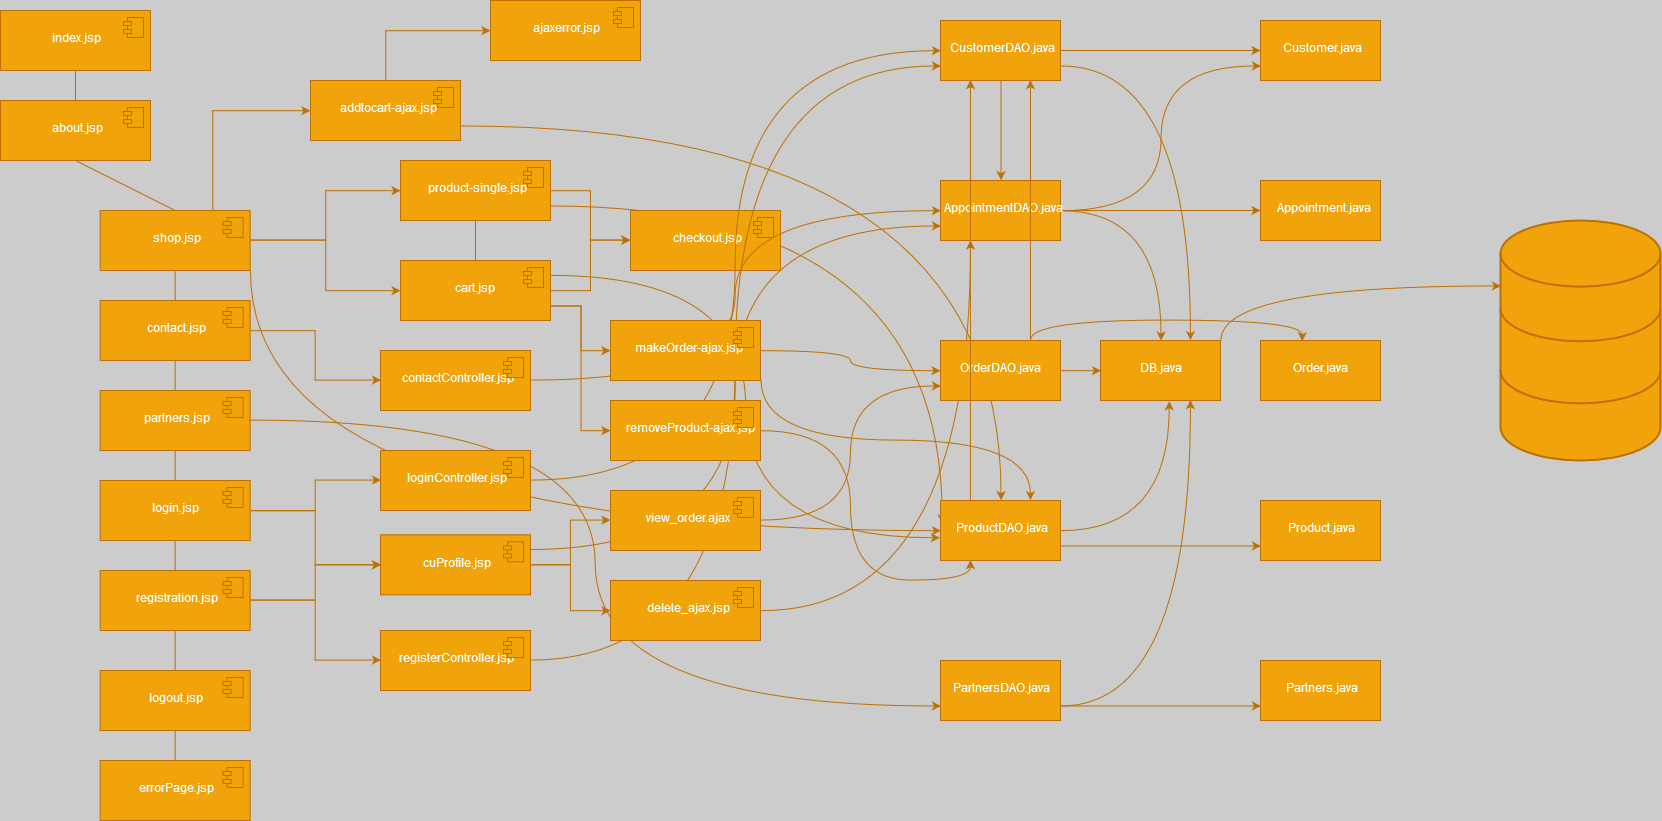 index.jsp
about.jsp
shop.jsp
contact.jsp
partners.jsp
login.jsp
registration.jsp
logout.jsp
errorPage.jsp
ajaxerror.jsp
addtocart-ajax.jsp
product-single.jsp
cart.jsp
contactController.jsp
loginController.jsp
cuProfile.jsp
registerController.jsp
checkout.jsp
makeOrder-ajax.jsp
removeProduct-ajax.jsp
view_order.ajax
delete_ajax.jsp
CustomerDAO.java
AppointmentDAO.java
OrderDAO.java
ProductDAO.java
PartnersDAO.java
DB.java
Customer.java
Appointment.java
Order.java
Product.java
Partners.java